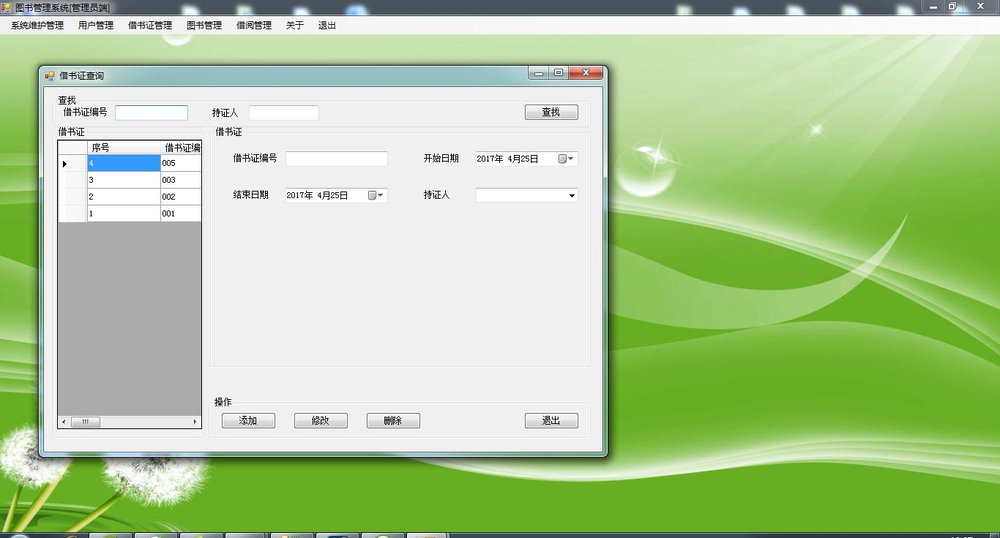 图书管理系统[管理员端]
系统维护管理 用户管理 借书证管理 图书管理 借阅管理 关于 退出
借书证查询
查找
借书证编号 持证人 查找
借书证 借书证
序号 借书证编
借书证编号 开始日期 2017年 4月25日
4 005
3 003
结束日期 2017年 4月25日 持证人
2 002
1 001
操作
添加 修改 删除 退出